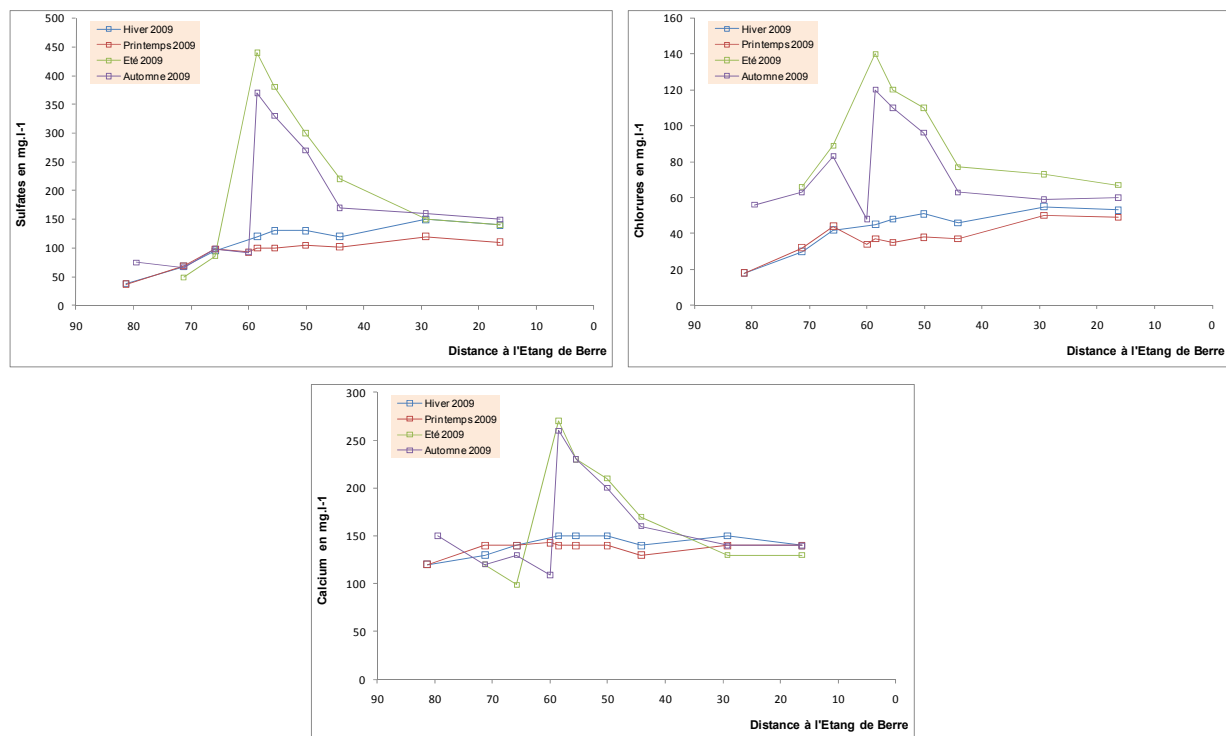 Sulfates en mg.l-1
500
450
400
350
300
250
200
150
100
50
0
Hiver 2009
Printemps 2009
Eté 2009
Automne 2009
90 80 70 60 50 40 30 20 10 0
Distance à l'Etang de Berre
Chlorures en mg.l-1
160
140
120
100
80
60
40
20
0
Hiver 2009
Printemps 2009
Eté 2009
Automne 2009
90 80 70 60 50 40 30 20 10 0
Distance à l'Etang de Berre
Calcium en mg.l-1
300
250
200
150
100
50
0
Hiver 2009
Printemps 2009
Eté 2009
Automne 2009
90 80 70 60 50 40 30 20 10 0
Distance à l'Etang de Berre